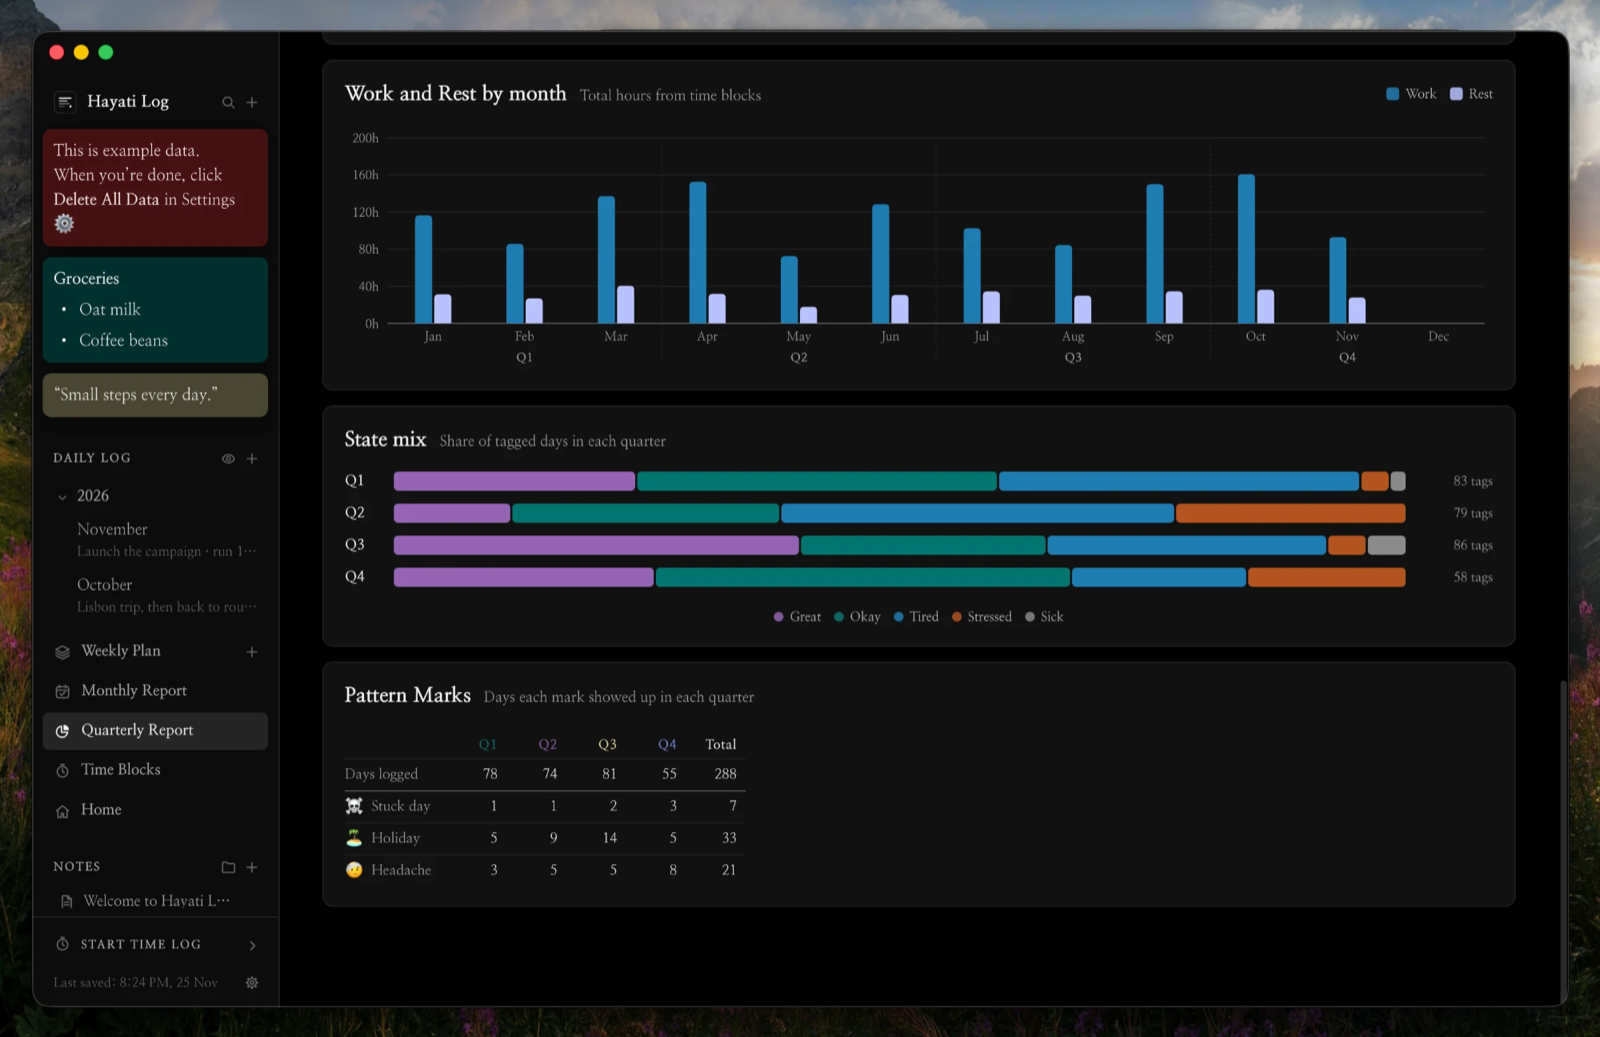 Hayati Log
This is example data.
When you're done, click
Delete All Data in Settings
Groceries
• Oat milk
• Coffee beans
“Small steps every day.”
DAILY LOG
2026
November
Launch the campaign · run 1···
October
Lisbon trip, then back to rou···
Weekly Plan
Monthly Report
Quarterly Report
Time Blocks
Home
NOTES
Welcome to Hayati L···
START TIME LOG
Last saved: 8:24 PM, 25 Nov
Work and Rest by month Total hours from time blocks
Work Rest
200h
160h
120h
80h
40h
0h
Jan Feb Mar Apr May Jun Jul Aug Sep Oct Nov Dec
Q1 Q2 Q3 Q4
State mix Share of tagged days in each quarter
Q1 83 tags
Q2 79 tags
Q3 86 tags
Q4 58 tags
Great Okay Tired Stressed Sick
Pattern Marks Days each mark showed up in each quarter
Q1 Q2 Q3 Q4 Total
Days logged 78 74 81 55 288
Stuck day 1 1 2 3 7
Holiday 5 9 14 5 33
Headache 3 5 5 8 21